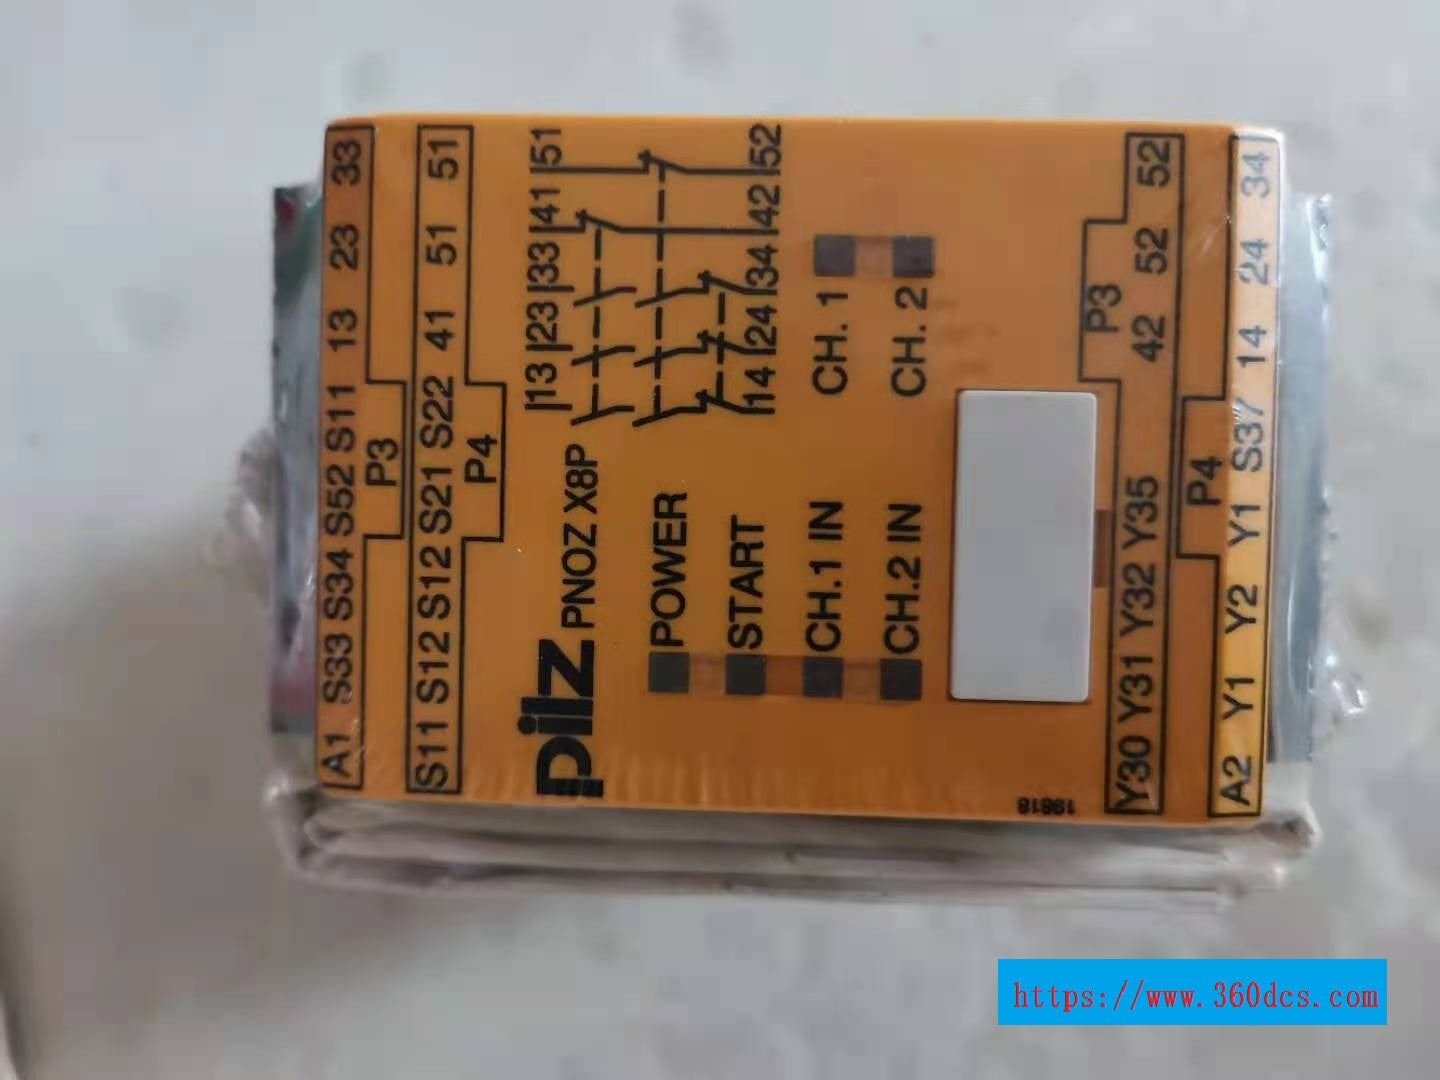 A1 S33 S34 S52 S11 13 23 33
P3
S11 S12 S12 S21 S22 41 51 51
P4
pilz PNOZ X8P
13 23 33 41 51
14 24 34 42 52
POWER
START
CH.1 IN
CH. 1
CH.2 IN
CH. 2
19818
P3
Y30 Y31 Y32 Y35 42 52 52
P4
A2 Y1 Y2 Y1 S37 14 24 34
https://www.360dcs.com